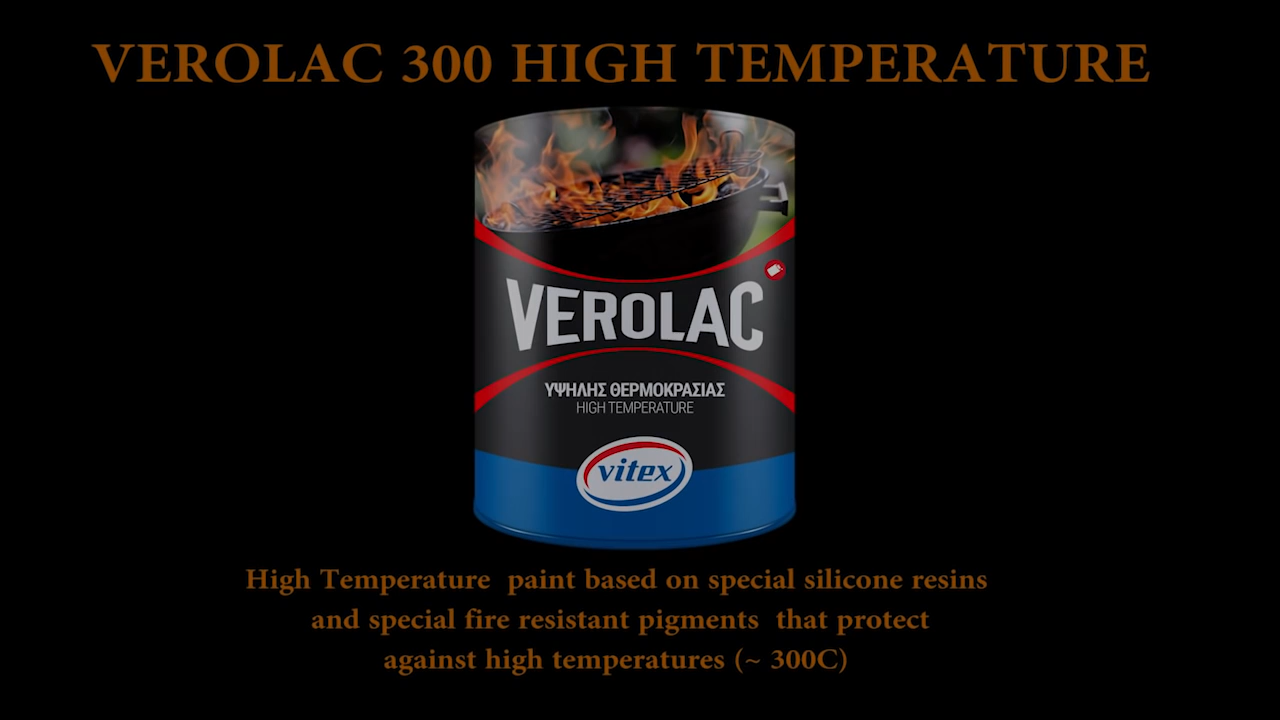 VEROLAC 300 HIGH TEMPERATURE
VEROLAC
ΥΨΗΛΗΣ ΘΕΡΜΟΚΡΑΣΙΑΣ
HIGH TEMPERATURE
vitex
High Temperature  paint based on special silicone resins
and special fire resistant pigments  that protect
against high temperatures (~ 300C)